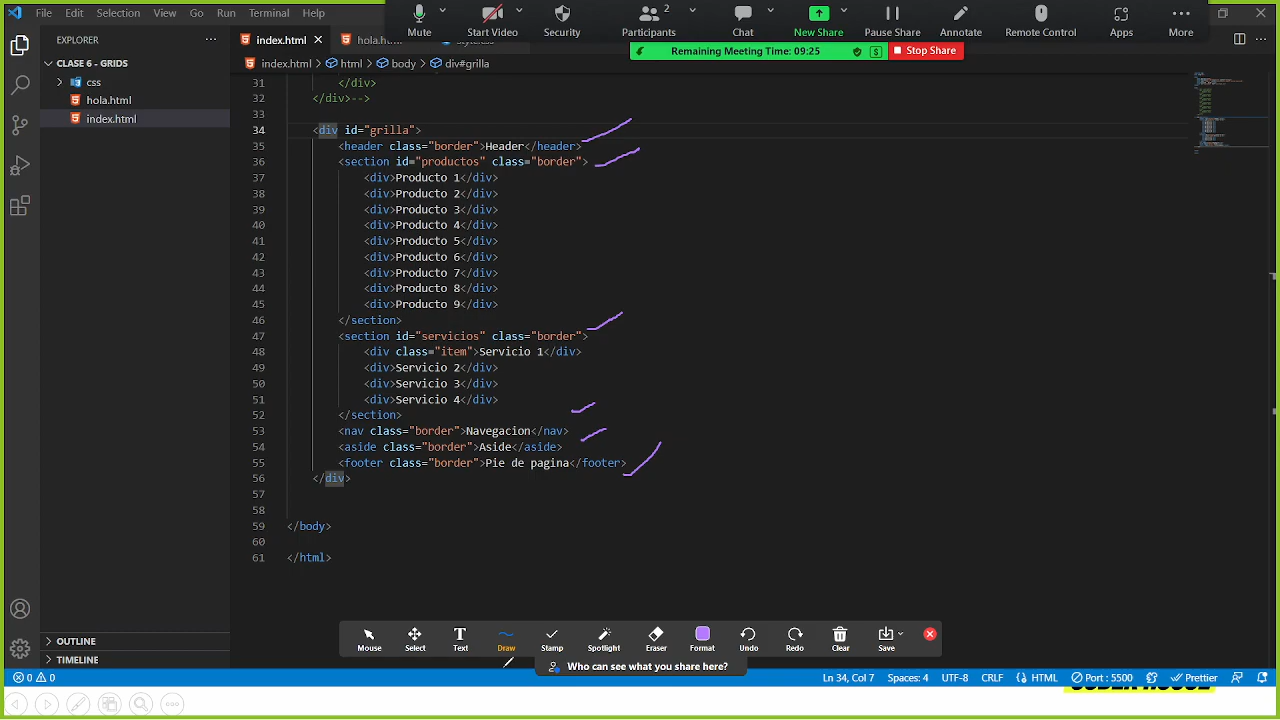 File Edit Selection View Go Run Terminal Help
Mute Start Video Security Participants 2 Chat New Share Pause Share Annotate Remote Control Apps More
Remaining Meeting Time: 09:25 $ Stop Share
EXPLORER ···
index.html × hola.html
CLASE 6 - GRIDS
css
hola.html
index.html
index.html > html > body > div#grilla
31 </div>
32 </div>-->
33
34 <div id="grilla">
35 <header class="border">Header</header>
36 <section id="productos" class="border">
37 <div>Producto 1</div>
38 <div>Producto 2</div>
39 <div>Producto 3</div>
40 <div>Producto 4</div>
41 <div>Producto 5</div>
42 <div>Producto 6</div>
43 <div>Producto 7</div>
44 <div>Producto 8</div>
45 <div>Producto 9</div>
46 </section>
47 <section id="servicios" class="border">
48 <div class="item">Servicio 1</div>
49 <div>Servicio 2</div>
50 <div>Servicio 3</div>
51 <div>Servicio 4</div>
52 </section>
53 <nav class="border">Navegacion</nav>
54 <aside class="border">Aside</aside>
55 <footer class="border">Pie de pagina</footer>
56 </div>
57
58
59 </body>
60
61 </html>
OUTLINE
TIMELINE
Mouse Select Text Draw Stamp Spotlight Eraser Format Undo Redo Clear Save
Who can see what you share here?
0 0 Ln 34, Col 7 Spaces: 4 UTF-8 CRLF HTML Port : 5500 Prettier